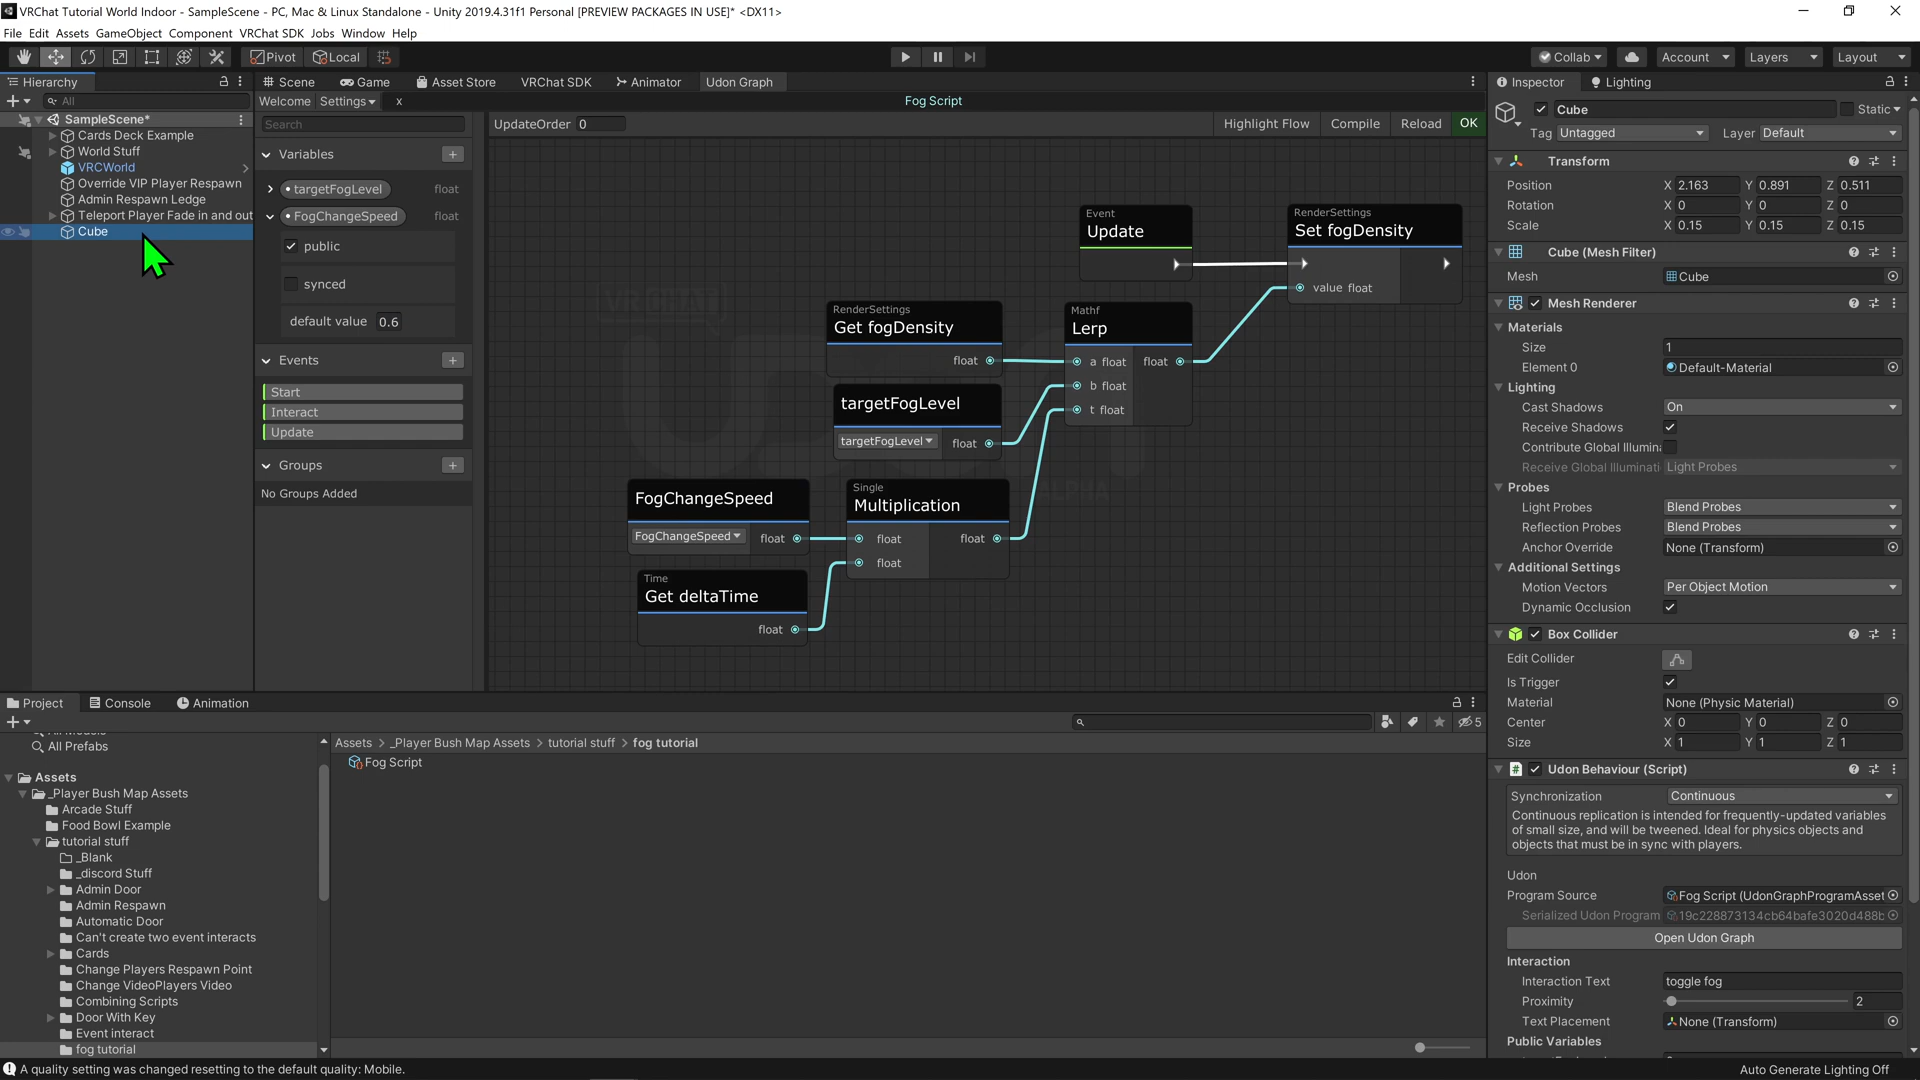 VRChat Tutorial World Indoor - SampleScene - PC, Mac & Linux Standalone - Unity 2019.4.31f1 Personal [PREVIEW PACKAGES IN USE]* <DX11>
File Edit Assets GameObject Component VRChat SDK Jobs Window Help
Pivot Local Collab Account Layers Layout
Hierarchy
All
SampleScene*
Cards Deck Example
World Stuff
VRCWorld
Override VIP Player Respawn
Admin Respawn Ledge
Teleport Player Fade in and out
Cube
Scene Game Asset Store VRChat SDK Animator Udon Graph
Welcome Settings x
Fog Script
Search
UpdateOrder 0
Highlight Flow Compile Reload OK
Variables +
targetFogLevel float
FogChangeSpeed float
public
synced
default value 0.6
Events +
Start
Interact
Update
Groups +
No Groups Added
Event
Update
RenderSettings
Set fogDensity
value float
RenderSettings
Get fogDensity
float
Mathf
Lerp
a float float
b float
t float
targetFogLevel
targetFogLevel float
FogChangeSpeed
FogChangeSpeed float
Single
Multiplication
float float
float
Time
Get deltaTime
float
VRCHAT
ALPHA
Inspector Lighting
Cube Static
Tag Untagged Layer Default
Transform
Position X 2.163 Y 0.891 Z 0.511
Rotation X 0 Y 0 Z 0
Scale X 0.15 Y 0.15 Z 0.15
Cube (Mesh Filter)
Mesh Cube
Mesh Renderer
Materials
Size 1
Element 0 Default-Material
Lighting
Cast Shadows On
Receive Shadows
Contribute Global Illumin
Receive Global Illuminati Light Probes
Probes
Light Probes Blend Probes
Reflection Probes Blend Probes
Anchor Override None (Transform)
Additional Settings
Motion Vectors Per Object Motion
Dynamic Occlusion
Box Collider
Edit Collider
Is Trigger
Material None (Physic Material)
Center X 0 Y 0 Z 0
Size X 1 Y 1 Z 1
Udon Behaviour (Script)
Synchronization Continuous
Continuous replication is intended for frequently-updated variables
of small size, and will be tweened. Ideal for physics objects and
objects that must be in sync with players.
Udon
Program Source Fog Script (UdonGraphProgramAsset
Serialized Udon Program 19c228873134cb64bafe3020d488b
Open Udon Graph
Interaction
Interaction Text toggle fog
Proximity 2
Text Placement None (Transform)
Public Variables
Project Console Animation
5
All Prefabs
Assets
_Player Bush Map Assets
Arcade Stuff
Food Bowl Example
tutorial stuff
_Blank
_discord Stuff
Admin Door
Admin Respawn
Automatic Door
Can't create two event interacts
Cards
Change Players Respawn Point
Change VideoPlayers Video
Combining Scripts
Door With Key
Event interact
fog tutorial
Assets > _Player Bush Map Assets > tutorial stuff > fog tutorial
Fog Script
A quality setting was changed resetting to the default quality: Mobile.
Auto Generate Lighting Off